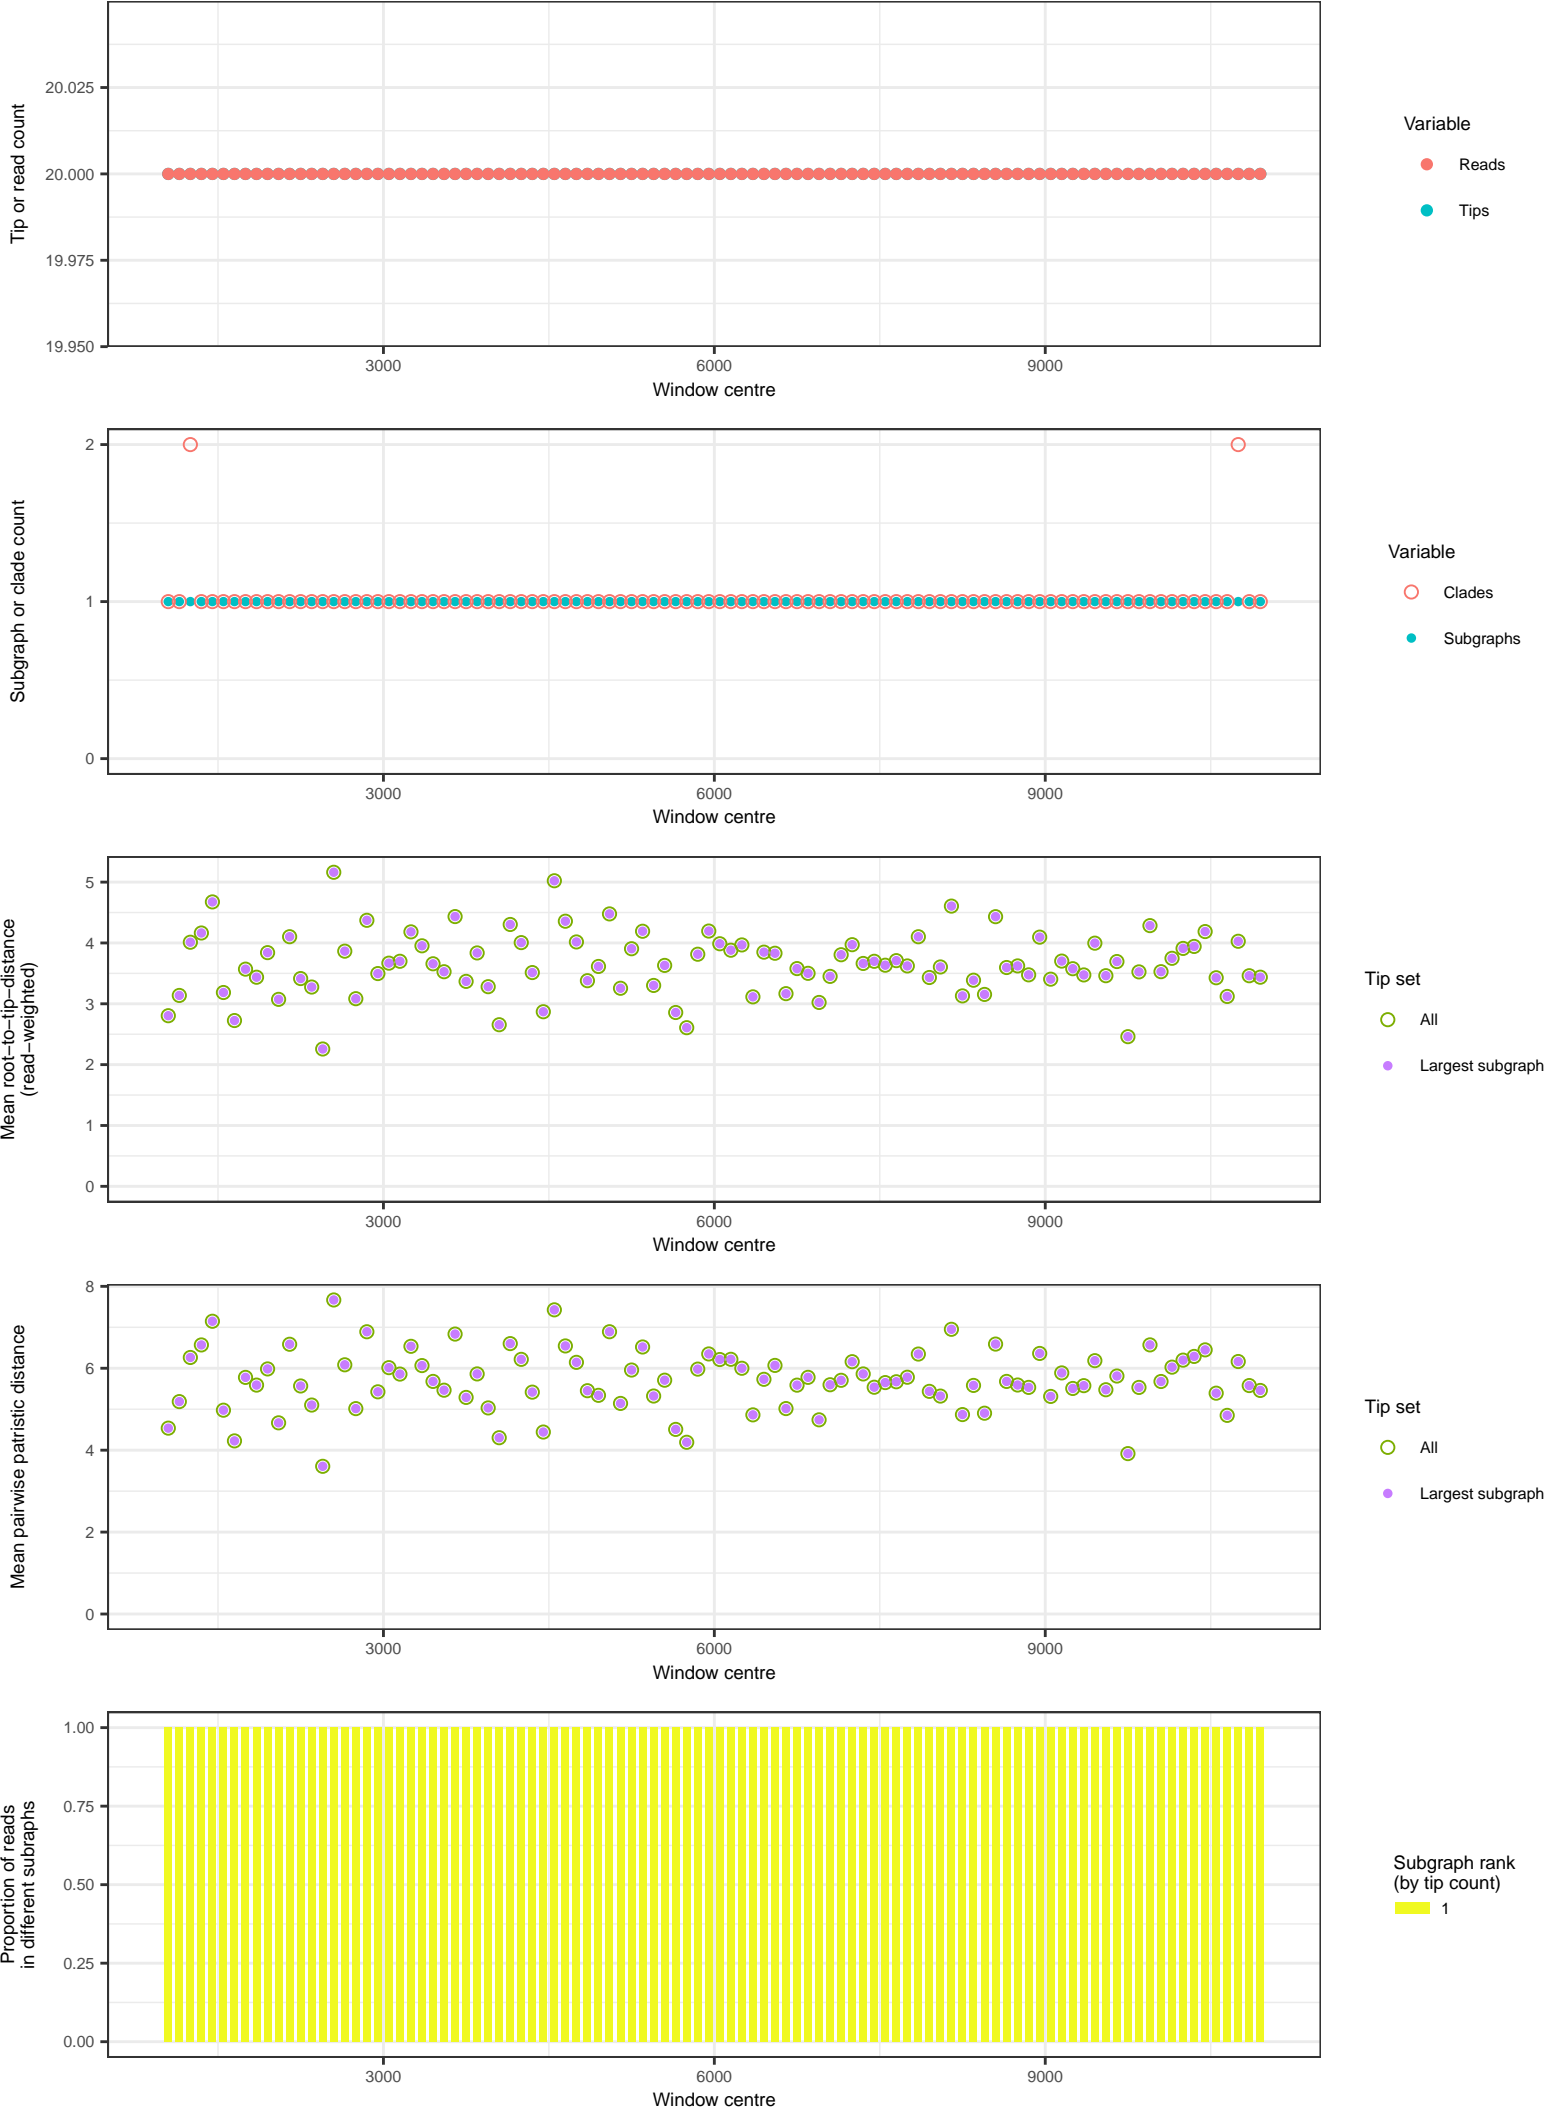 20.025
20.000
19.975
19.950
Tip or read count
3000
6000
9000
Window centre
Variable
Reads
Tips
2
1
0
Subgraph or clade count
3000
6000
9000
Window centre
Variable
Clades
Subgraphs
5
4
3
2
1
0
Mean root−to−tip−distance
(read−weighted)
3000
6000
9000
Window centre
Tip set
All
Largest subgraph
8
6
4
2
0
Mean pairwise patristic distance
3000
6000
9000
Window centre
Tip set
All
Largest subgraph
1.00
0.75
0.50
0.25
0.00
Proportion of reads
in different subraphs
3000
6000
9000
Window centre
Subgraph rank
(by tip count)
1